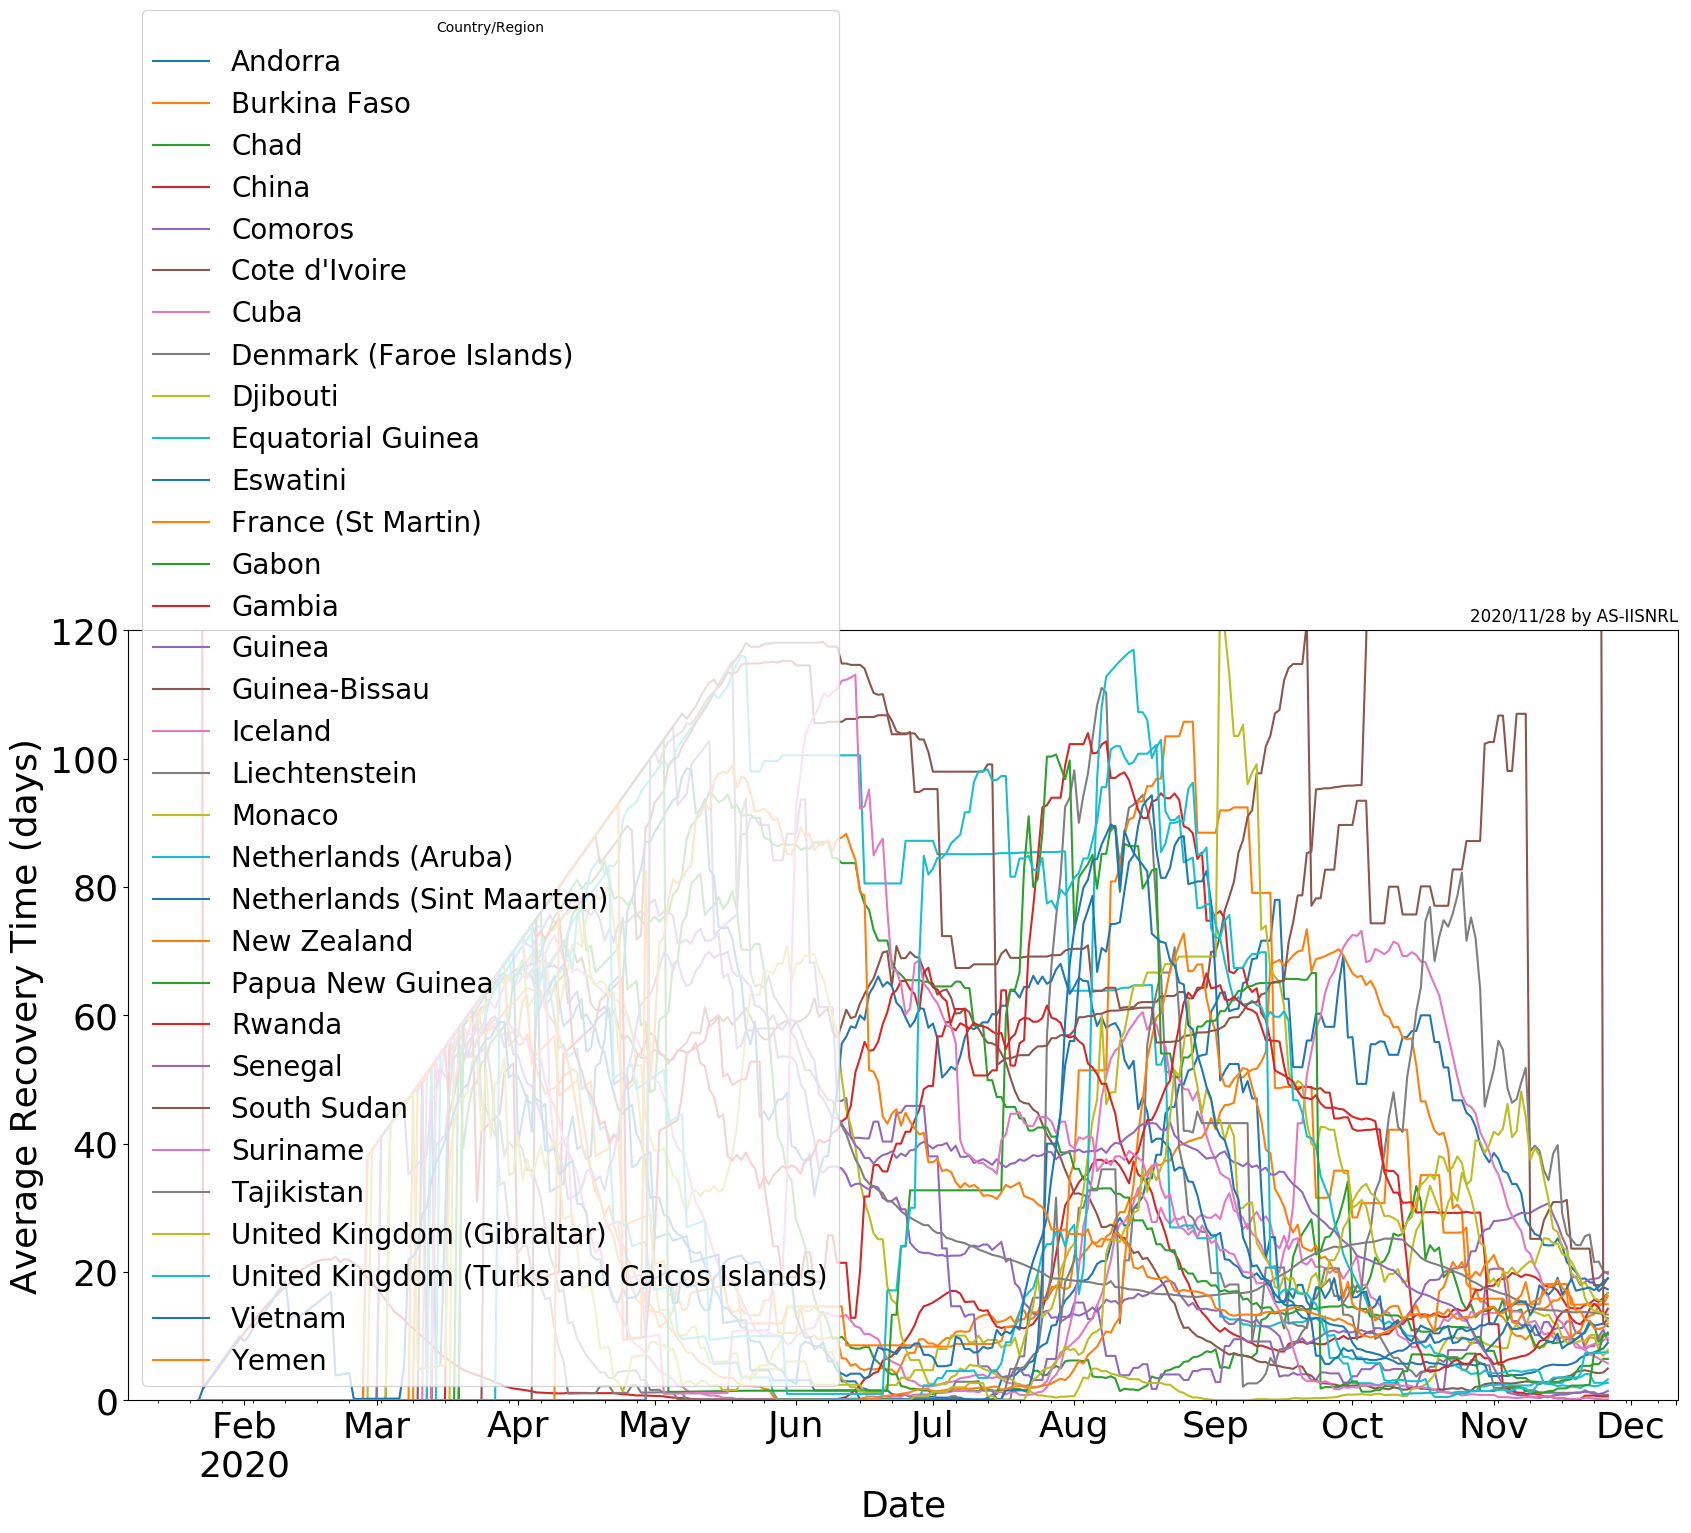 Country/Region
Andorra
Burkina Faso
Chad
China
Comoros
Cote d'Ivoire
Cuba
Denmark (Faroe Islands)
Djibouti
Equatorial Guinea
Eswatini
France (St Martin)
Gabon
Gambia
Guinea
Guinea-Bissau
Iceland
Liechtenstein
Monaco
Netherlands (Aruba)
Netherlands (Sint Maarten)
New Zealand
Papua New Guinea
Rwanda
Senegal
South Sudan
Suriname
Tajikistan
United Kingdom (Gibraltar)
United Kingdom (Turks and Caicos Islands)
Vietnam
Yemen
2020/11/28 by AS-IISNRL
Average Recovery Time (days)
120
100
80
60
40
20
0
Feb Mar Apr May Jun Jul Aug Sep Oct Nov Dec
2020
Date